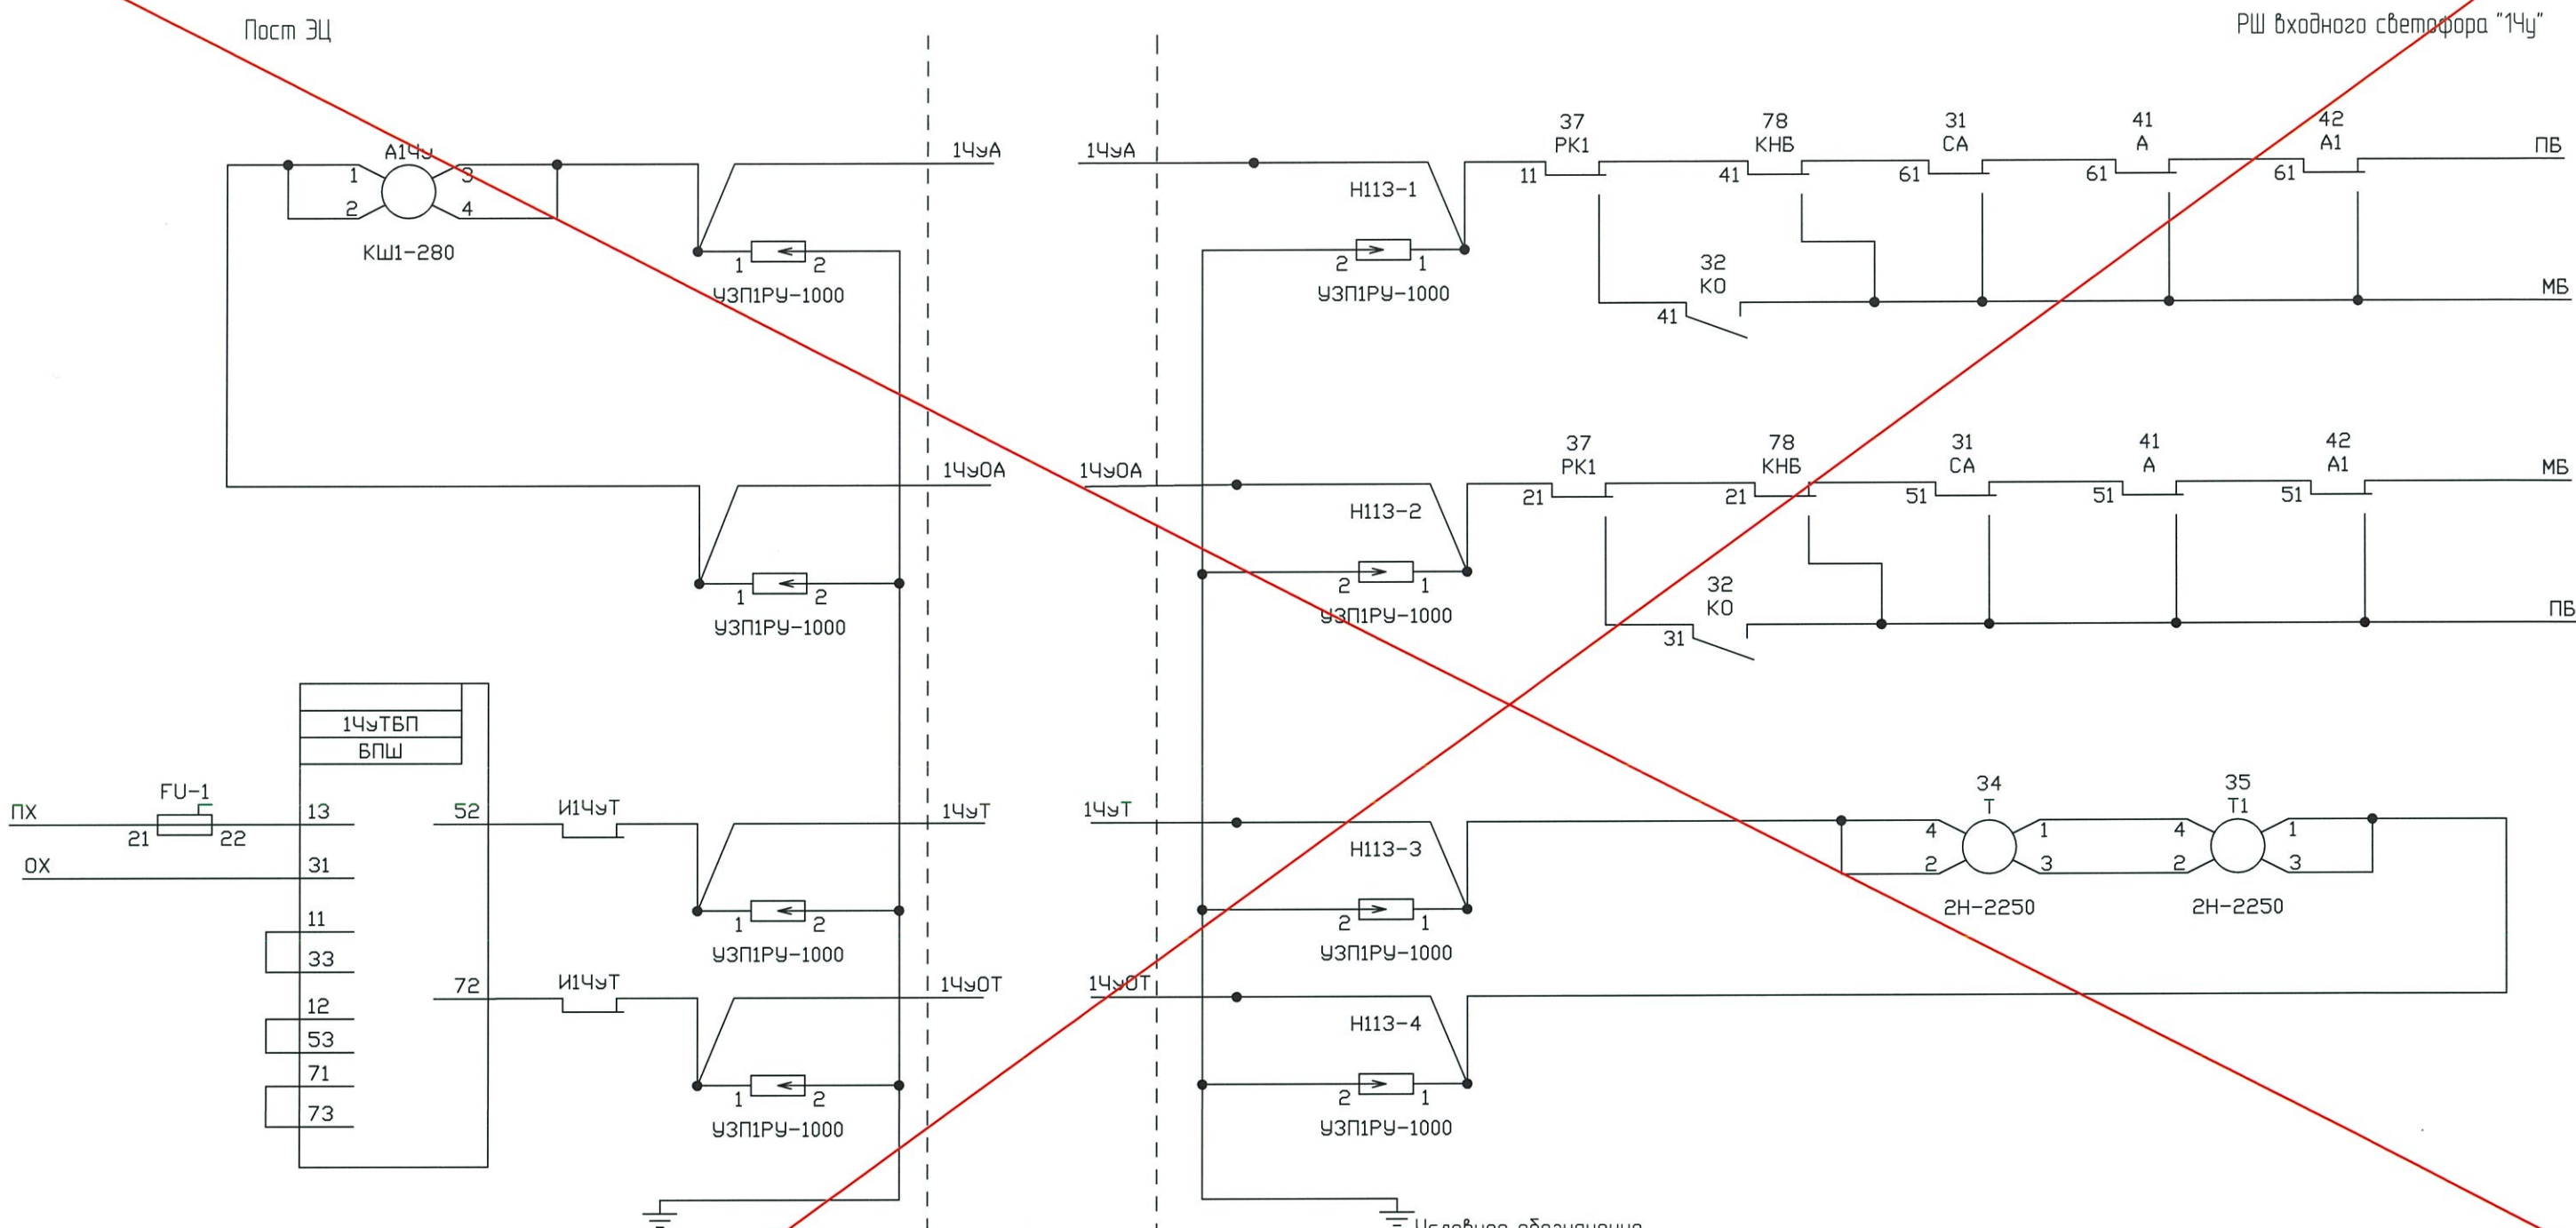 Пост ЭЦ
РШ входного светофора "1Чу"
А1Чу
1
3
2
4
КШ1-280
1
2
УЗП1РУ-1000
1ЧуА
1ЧуА
Н113-1
2
1
УЗП1РУ-1000
37
РК1
11
78
КНБ
41
31
СА
61
41
А
61
42
А1
61
ПБ
32
КО
41
МБ
1ЧуОА
1
2
УЗП1РУ-1000
1ЧуОА
Н113-2
2
1
УЗП1РУ-1000
37
РК1
21
78
КНБ
21
31
СА
51
41
А
51
42
А1
51
МБ
32
КО
31
ПБ
1ЧуТБП
БПШ
ПХ
FU-1
21
22
13
ОХ
31
11
33
12
53
71
73
52
72
И1ЧуТ
1
2
УЗП1РУ-1000
1ЧуТ
1ЧуТ
Н113-3
2
1
УЗП1РУ-1000
34
Т
4
1
2
3
2Н-2250
35
Т1
4
1
2
3
2Н-2250
И1ЧуТ
1
2
УЗП1РУ-1000
1ЧуОТ
1ЧуОТ
Н113-4
2
1
УЗП1РУ-1000
Условное обозначение